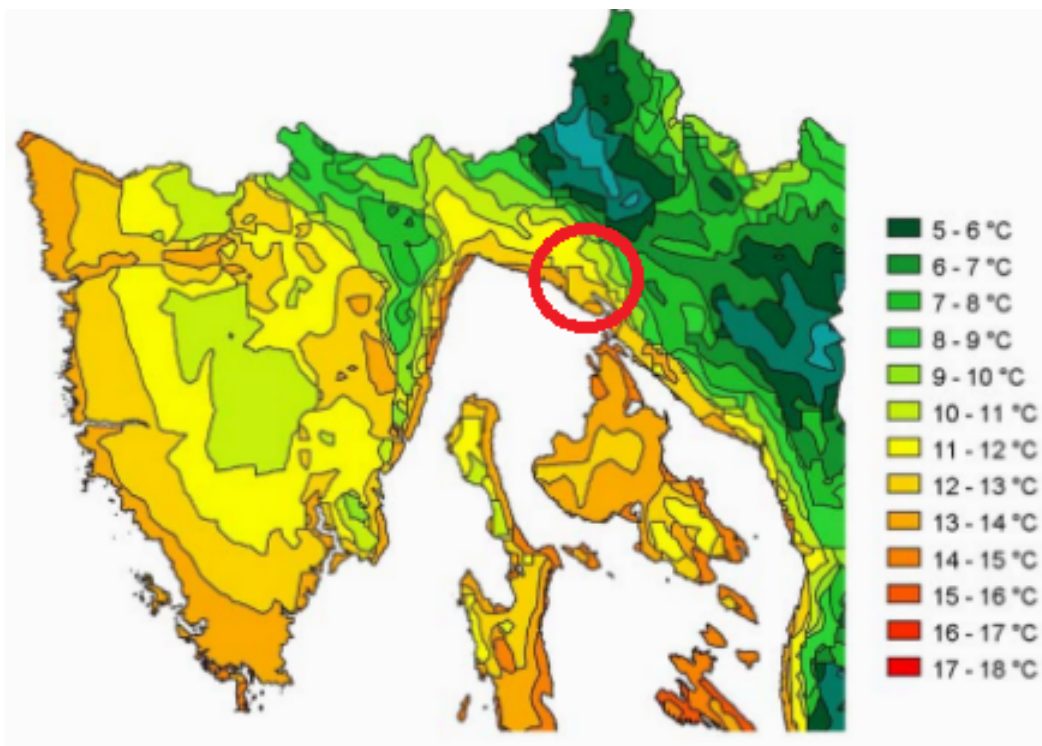 5 - 6 °C
6 - 7 °C
7 - 8 °C
8 - 9 °C
9 - 10 °C
10 - 11 °C
11 - 12 °C
12 - 13 °C
13 - 14 °C
14 - 15 °C
15 - 16 °C
16 - 17 °C
17 - 18 °C